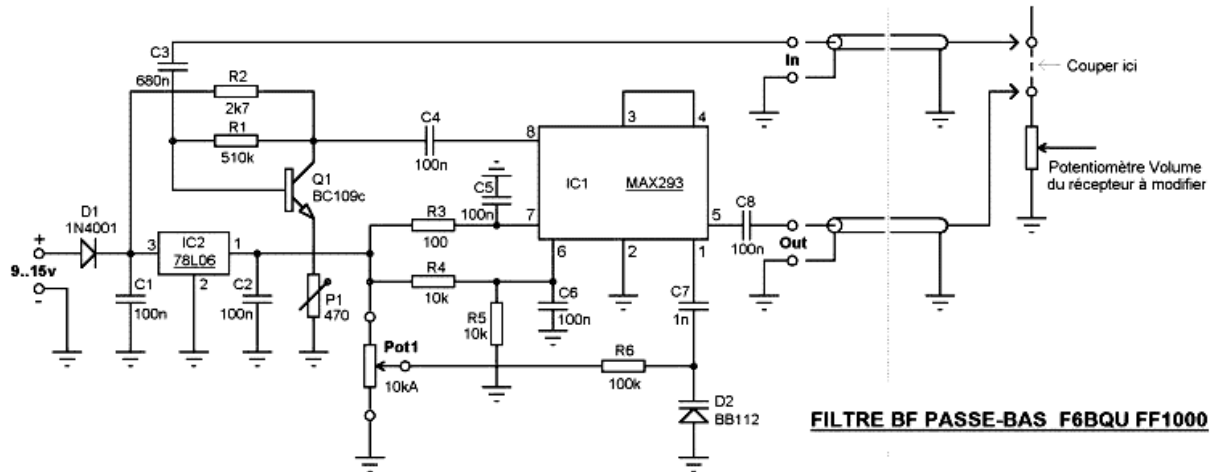 C3
680n
R2
2k7
R1
510k
C4
100n
Q1
BC109c
D1
1N4001
+
9..15v
-
3
IC2
78L06
1
2
C1
100n
C2
100n
P1
470
R3
100
C5
100n
R4
10k
R5
10k
C6
100n
Pot1
10kA
8
3
4
IC1
MAX293
7
5
6
2
1
C7
1n
C8
100n
R6
100k
D2
BB112
In
Out
Couper ici
Potentiomètre Volume
du récepteur à modifier
FILTRE BF PASSE-BAS F6BQU FF1000